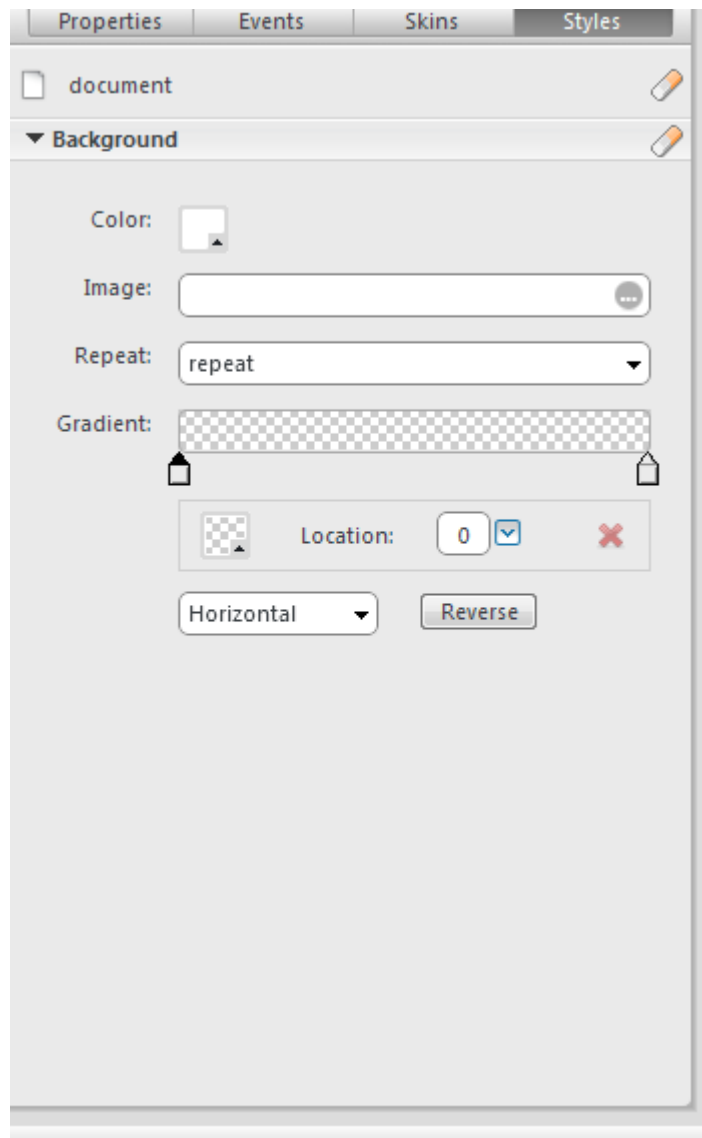 Properties Events Skins Styles
document
Background
Color:
Image:
Repeat: repeat
Gradient:
Location: 0
Horizontal Reverse